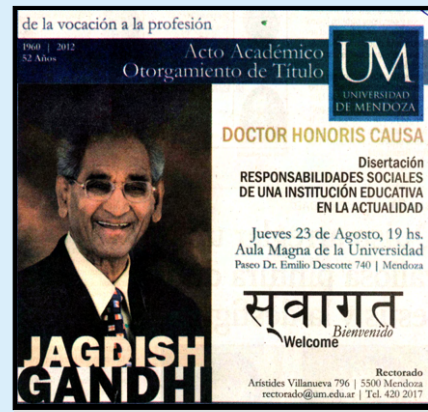 de la vocación a la profesión
1960 | 2012
52 Años
Acto Académico
Otorgamiento de Título
UM
UNIVERSIDAD
DE MENDOZA
DOCTOR HONORIS CAUSA
Disertación
RESPONSABILIDADES SOCIALES
DE UNA INSTITUCIÓN EDUCATIVA
EN LA ACTUALIDAD
Jueves 23 de Agosto, 19 hs.
Aula Magna de la Universidad
Paseo Dr. Emilio Descotte 740 | Mendoza
स्वागत
Bienvenido
Welcome
JAGDISH
GANDHI
Rectorado
Arístides Villanueva 796 | 5500 Mendoza
rectorado@um.edu.ar | Tel. 420 2017